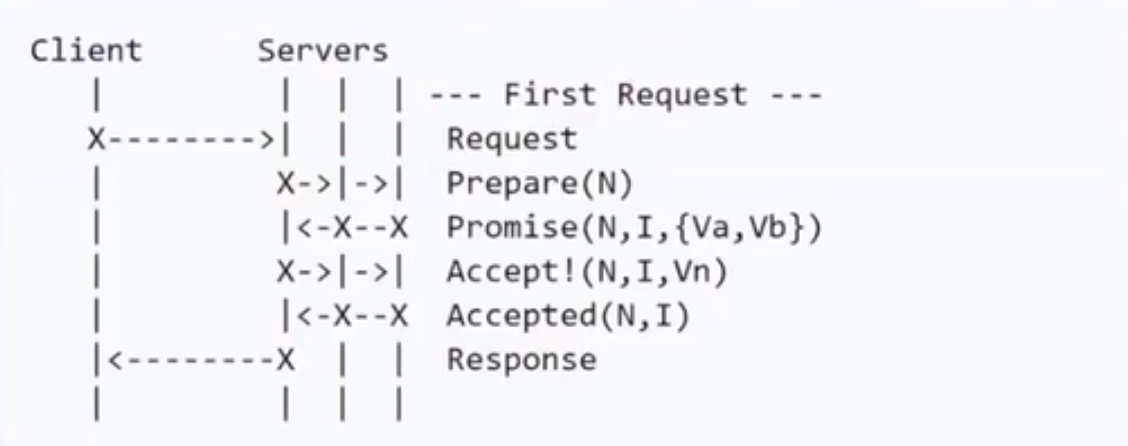 Client      Servers
   |         |  |  | --- First Request ---
   X-------->|  |  |  Request
   |         X->|->|  Prepare(N)
   |         |<-X--X  Promise(N,I,{Va,Vb})
   |         X->|->|  Accept!(N,I,Vn)
   |         |<-X--X  Accepted(N,I)
   |<--------X  |  |  Response
   |         |  |  |